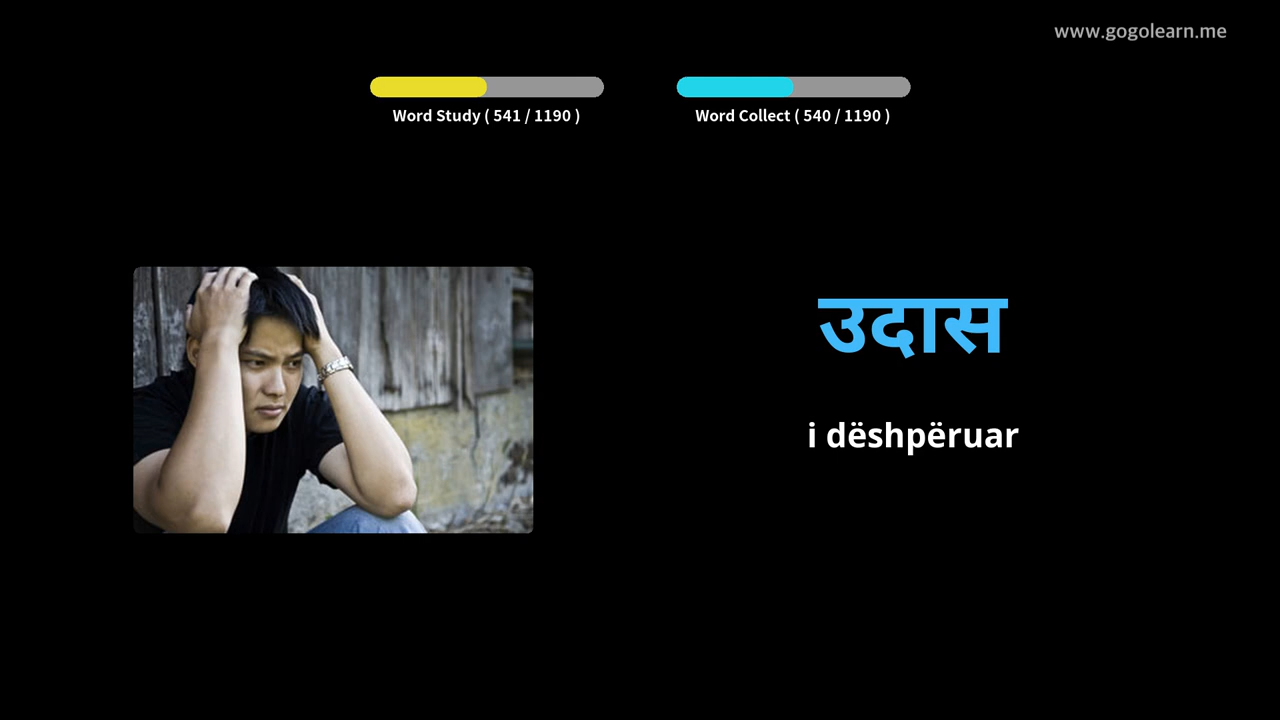 www.gogolearn.me
Word Study ( 541 / 1190 )
Word Collect ( 540 / 1190 )
उदास
i dëshpëruar